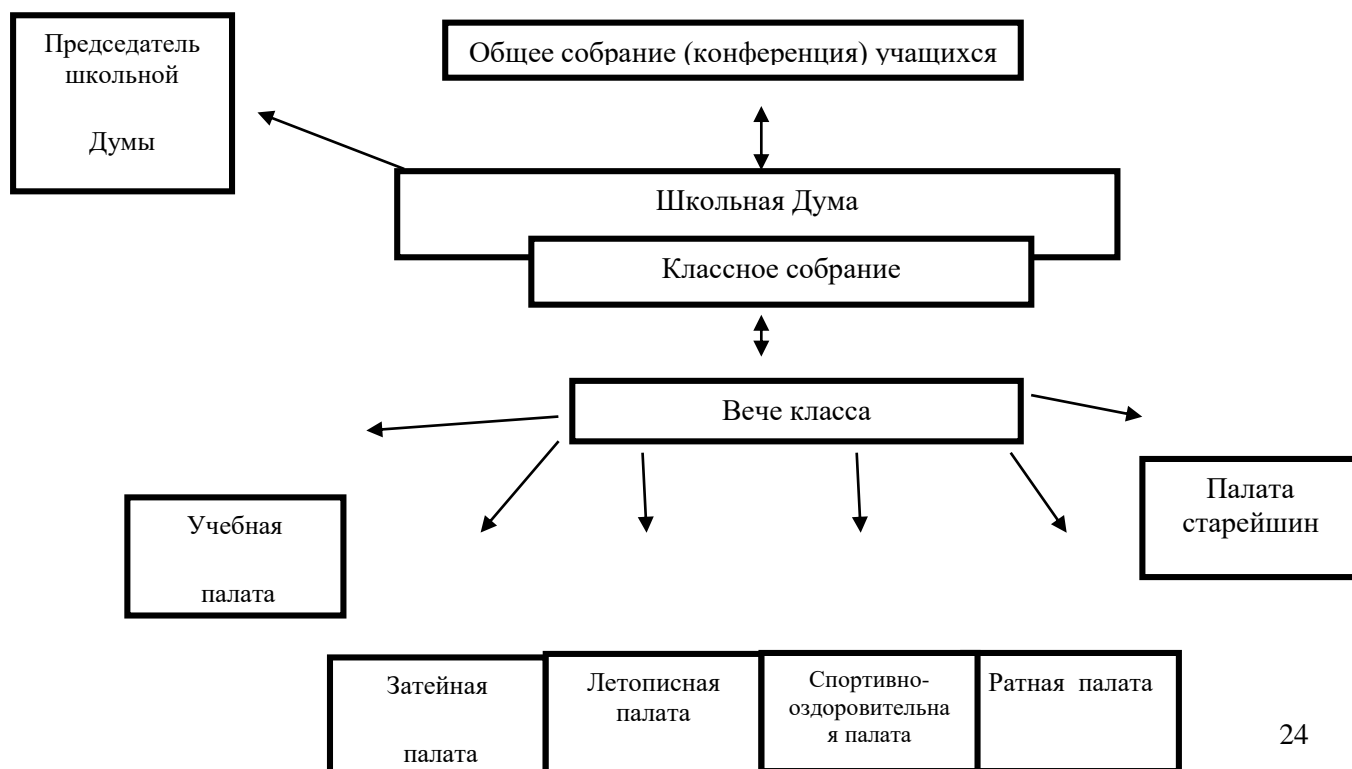 Председатель
школьной
Думы
Общее собрание (конференция) учащихся
Школьная Дума
Классное собрание
Вече класса
Палата
старейшин
Учебная
палата
Затейная
палата
Летописная
палата
Спортивно-
оздоровительна
я палата
Ратная палата
24